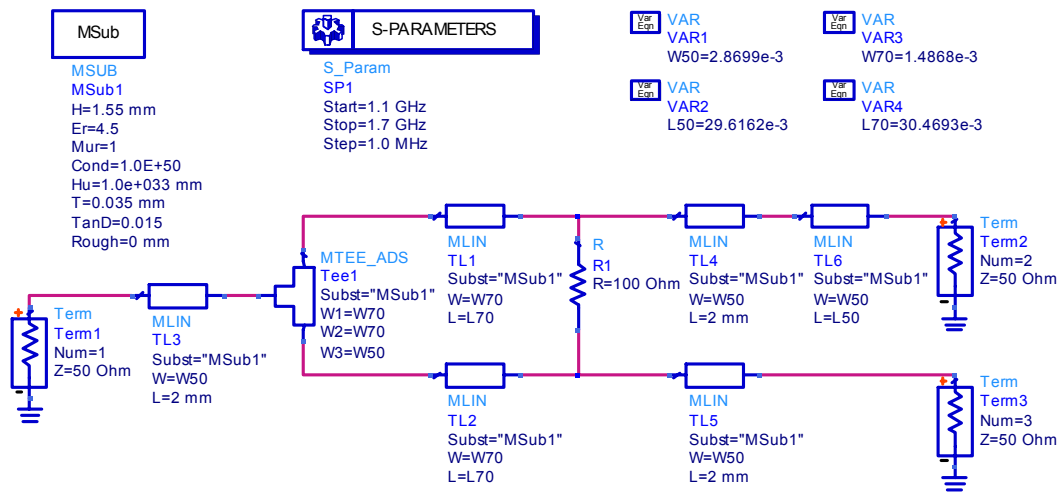 MSub
MSUB
MSub1
H=1.55 mm
Er=4.5
Mur=1
Cond=1.0E+50
Hu=1.0e+033 mm
T=0.035 mm
TanD=0.015
Rough=0 mm
S-PARAMETERS
S_Param
SP1
Start=1.1 GHz
Stop=1.7 GHz
Step=1.0 MHz
Var
Eqn
VAR
VAR1
W50=2.8699e-3
Var
Eqn
VAR
VAR3
W70=1.4868e-3
Var
Eqn
VAR
VAR2
L50=29.6162e-3
Var
Eqn
VAR
VAR4
L70=30.4693e-3
Term
Term1
Num=1
Z=50 Ohm
MLIN
TL3
Subst="MSub1"
W=W50
L=2 mm
MTEE_ADS
Tee1
Subst="MSub1"
W1=W70
W2=W70
W3=W50
MLIN
TL1
Subst="MSub1"
W=W70
L=L70
R
R1
R=100 Ohm
MLIN
TL4
Subst="MSub1"
W=W50
L=2 mm
MLIN
TL6
Subst="MSub1"
W=W50
L=L50
Term
Term2
Num=2
Z=50 Ohm
MLIN
TL2
Subst="MSub1"
W=W70
L=L70
MLIN
TL5
Subst="MSub1"
W=W50
L=2 mm
Term
Term3
Num=3
Z=50 Ohm